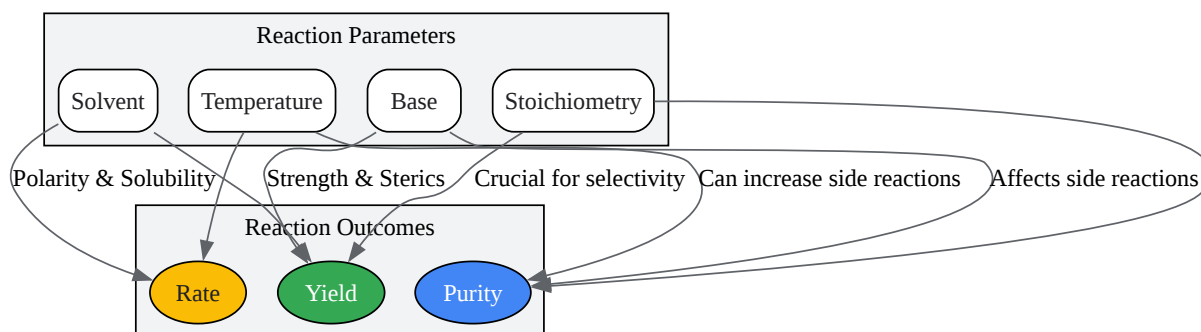 Reaction Parameters
Solvent
Temperature
Base
Stoichiometry
Polarity & Solubility
Strength & Sterics
Crucial for selectivity
Can increase side reactions
Affects side reactions
Reaction Outcomes
Rate
Yield
Purity